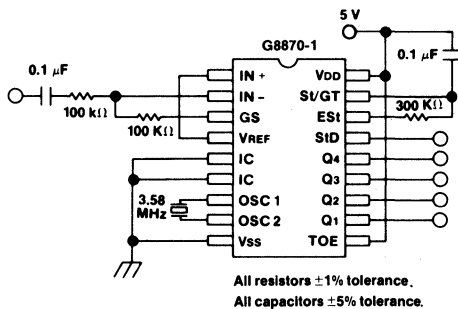 5 V
G8870-1
0.1 µF
0.1 µF
100 kΩ
100 KΩ
300 KΩ
IN +
IN -
GS
VREF
IC
IC
OSC 1
OSC 2
VSS
VDD
St/GT
ESt
StD
Q4
Q3
Q2
Q1
TOE
3.58
MHz
All resistors ±1% tolerance.
All capacitors ±5% tolerance.